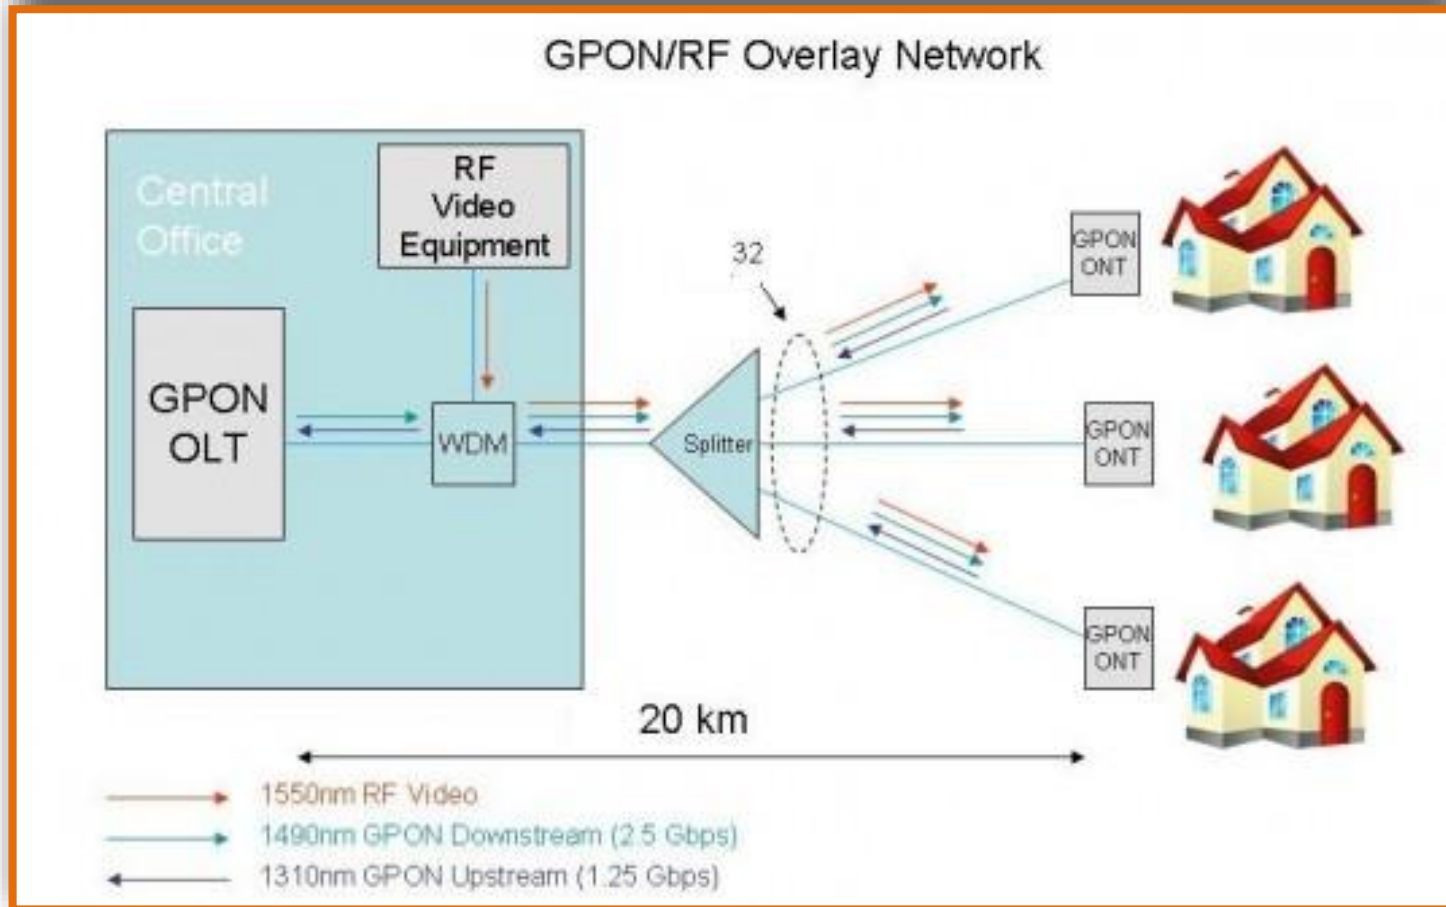 GPON/RF Overlay Network
Central
Office
RF
Video
Equipment
GPON
OLT
WDM
Splitter
32
GPON
ONT
GPON
ONT
GPON
ONT
20 km
1550nm RF Video
1490nm GPON Downstream (2.5 Gbps)
1310nm GPON Upstream (1.25 Gbps)